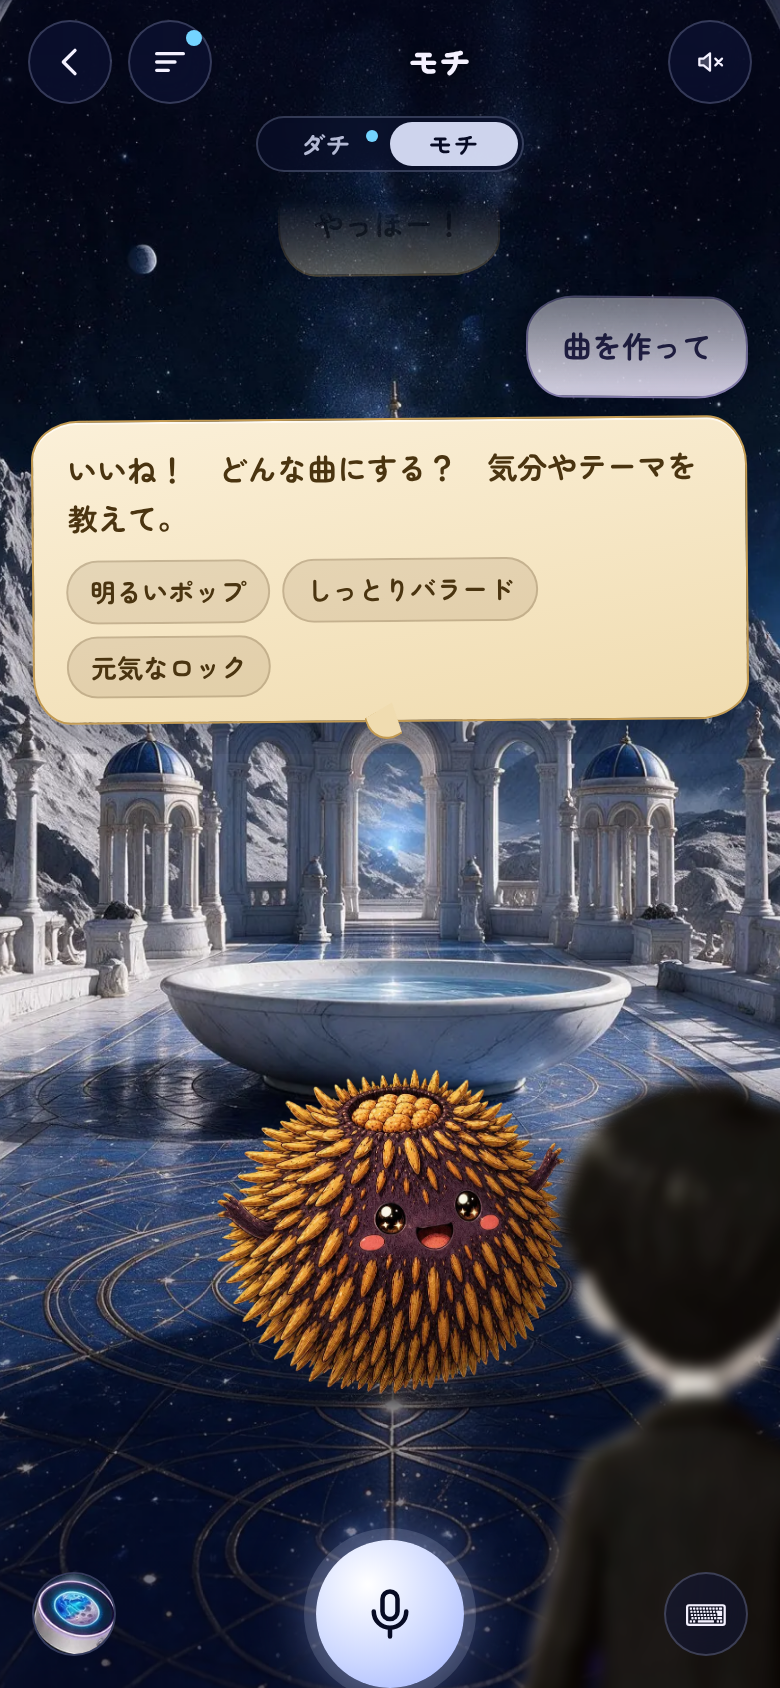 モチ
ダチ
モチ
やっほー！
曲を作って
いいね！　どんな曲にする？　気分やテーマを
教えて。
明るいポップ
しっとりバラード
元気なロック